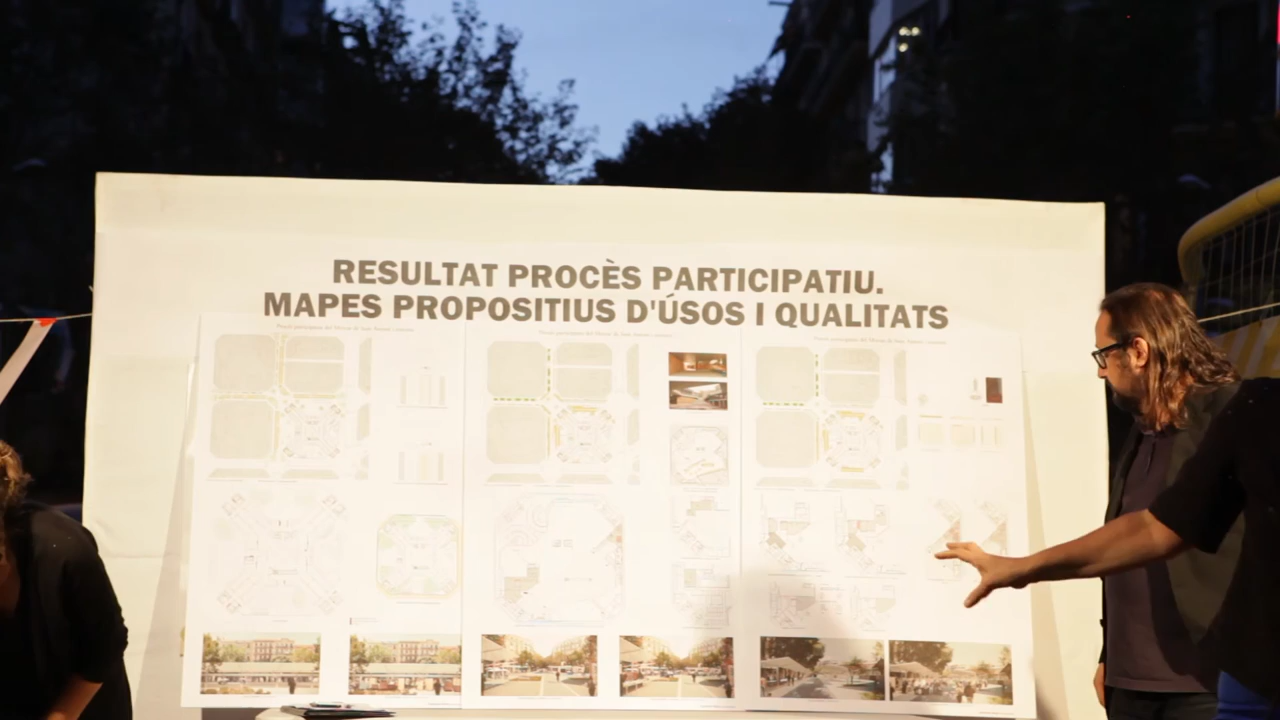 RESULTAT PROCÈS PARTICIPATIU.
MAPES PROPOSITIUS D'ÚSOS I QUALITATS